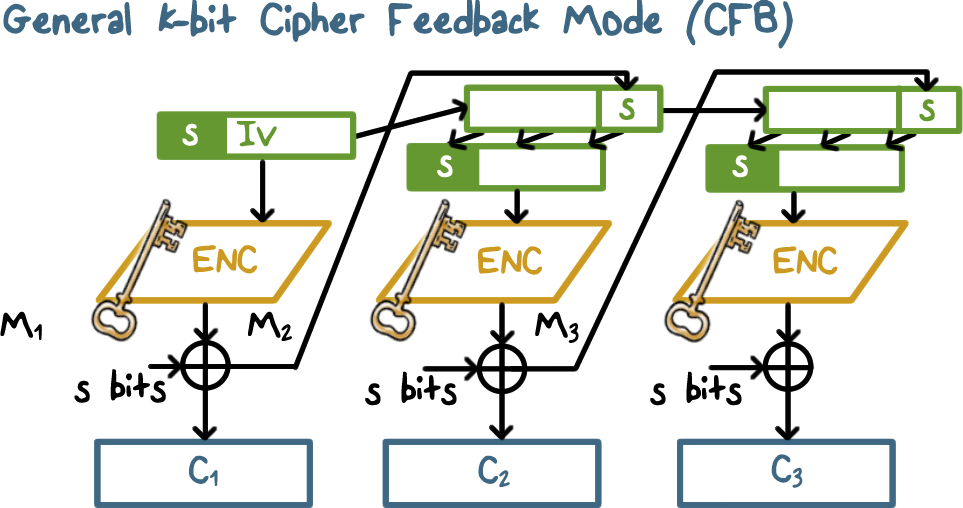 General k-bit Cipher Feedback Mode (CFB)
S
S
S IV
S
S
ENC
ENC
ENC
M1
M2
M3
s bits
s bits
s bits
C1
C2
C3